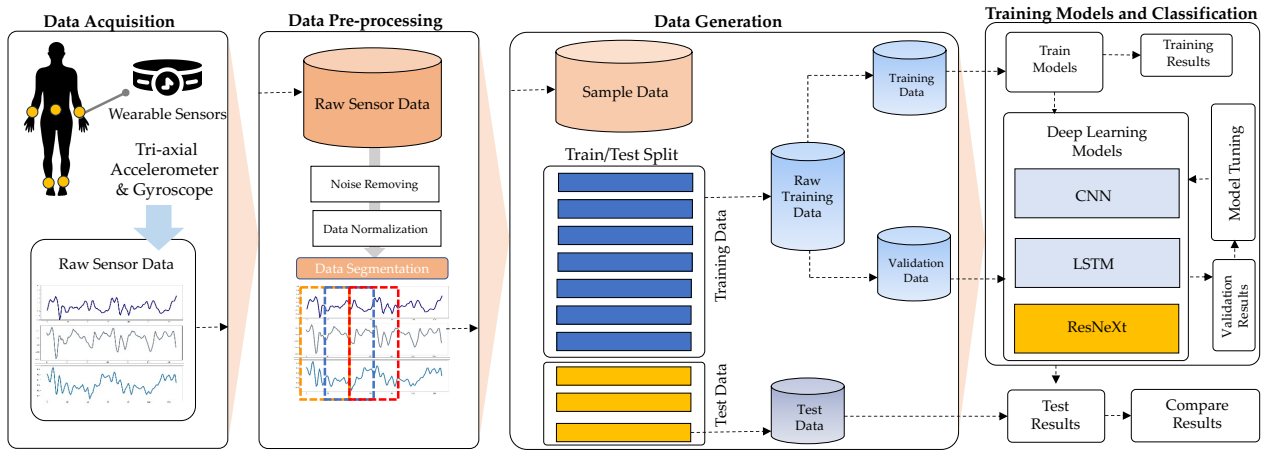 Data Acquisition
Wearable Sensors
Tri-axial
Accelerometer
& Gyroscope
Raw Sensor Data
Data Pre-processing
Raw Sensor Data
Noise Removing
Data Normalization
Data Segmentation
Data Generation
Sample Data
Train/Test Split
Training Data
Test Data
Raw
Training
Data
Training
Data
Validation
Data
Test
Data
Training Models and Classification
Train
Models
Training
Results
Deep Learning
Models
CNN
LSTM
ResNeXt
Model Tuning
Validation
Results
Test
Results
Compare
Results